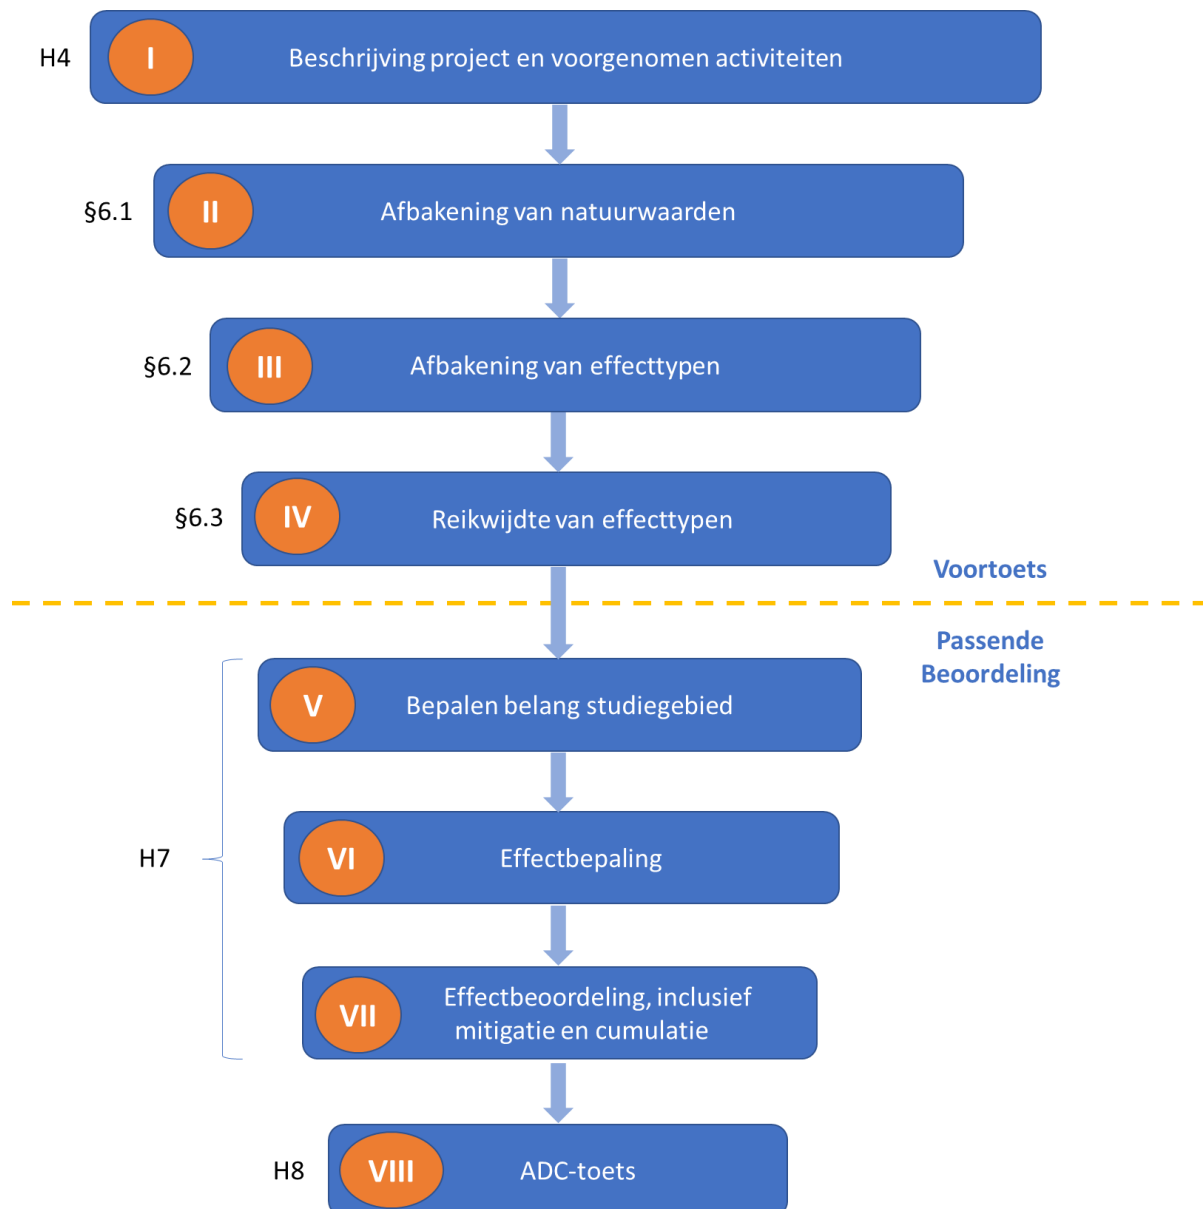 H4
I
Beschrijving project en voorgenomen activiteiten
§6.1
II
Afbakening van natuurwaarden
§6.2
III
Afbakening van effecttypen
§6.3
IV
Reikwijdte van effecttypen
Voortoets
Passende
Beoordeling
V
Bepalen belang studiegebied
H7
VI
Effectbepaling
VII
Effectbeoordeling, inclusief
mitigatie en cumulatie
H8
VIII
ADC-toets